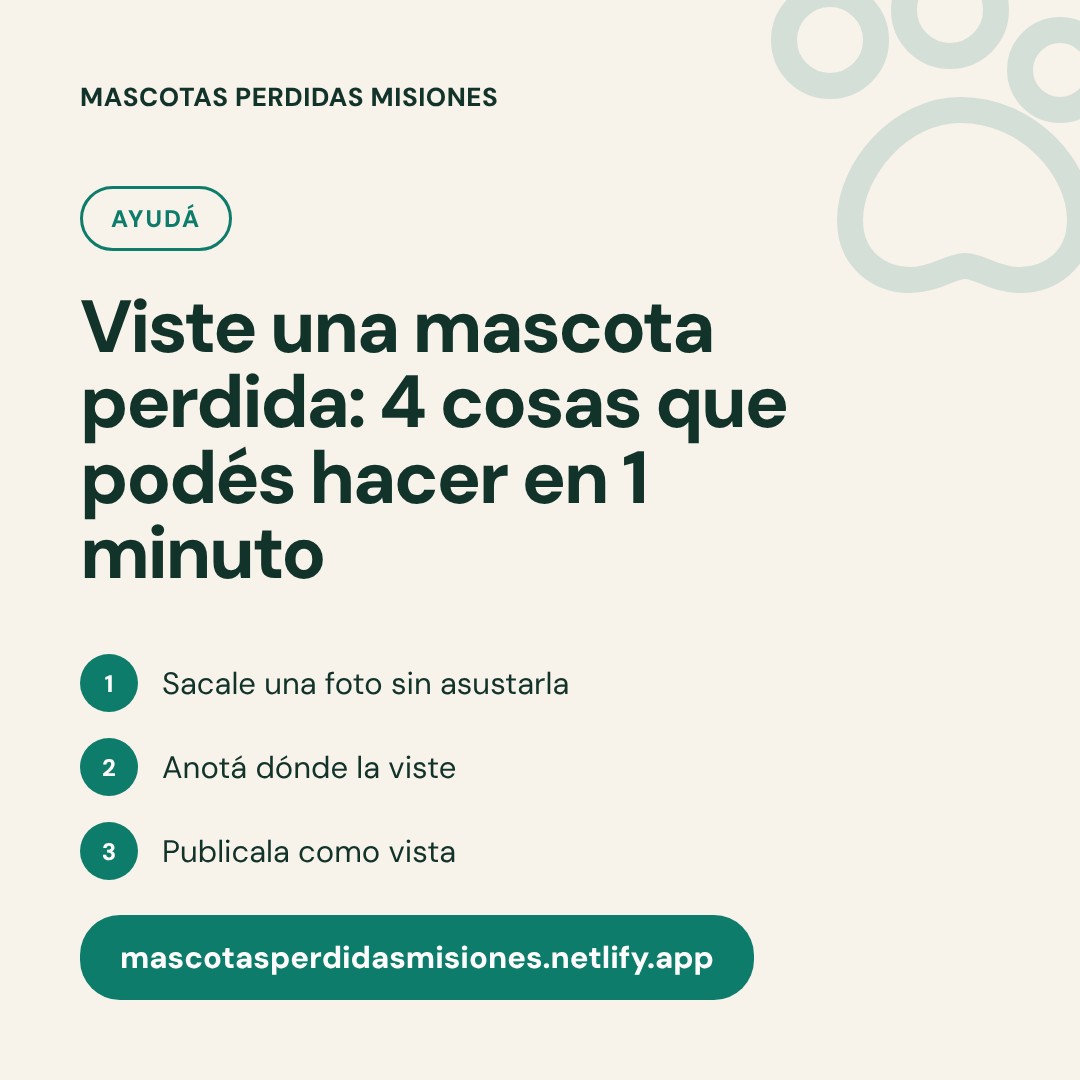 MASCOTAS PERDIDAS MISIONES
AYUDÁ
Viste una mascota
perdida: 4 cosas que
podés hacer en 1
minuto
1 Sacale una foto sin asustarla
2 Anotá dónde la viste
3 Publicala como vista
mascotasperdidasmisiones.netlify.app